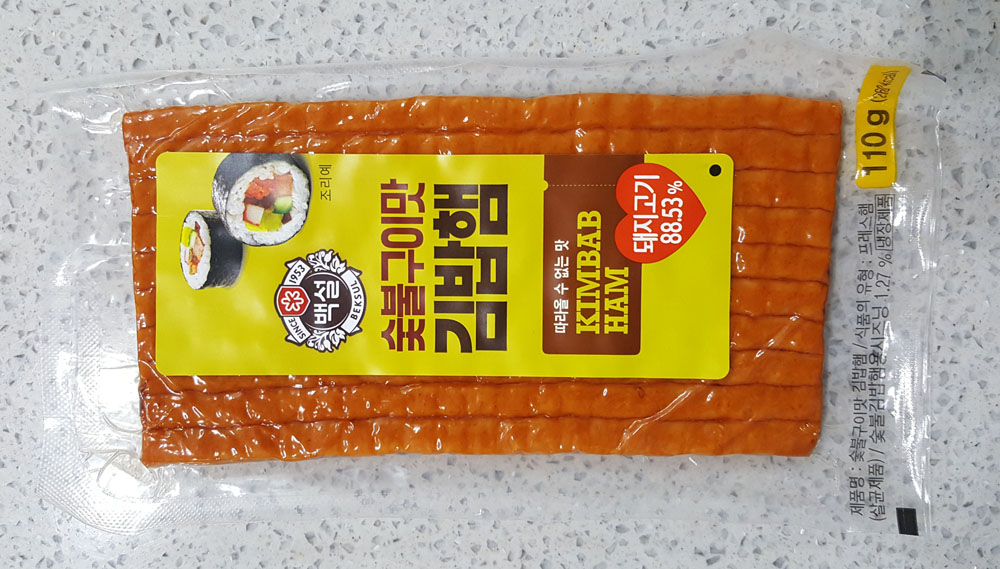 조리예
SINCE 1953
백설
BEKSUL
숯불구이맛
김밥햄
따라올 수 없는 맛
KIMBAB
HAM
돼지고기
88.53%
110 g
제품명 : 숯불구이맛 김밥햄 / 식품의 유형 : 프레스햄
(살균제품) / 숯불김밥햄용시즈닝 1.27 %/냉장제품